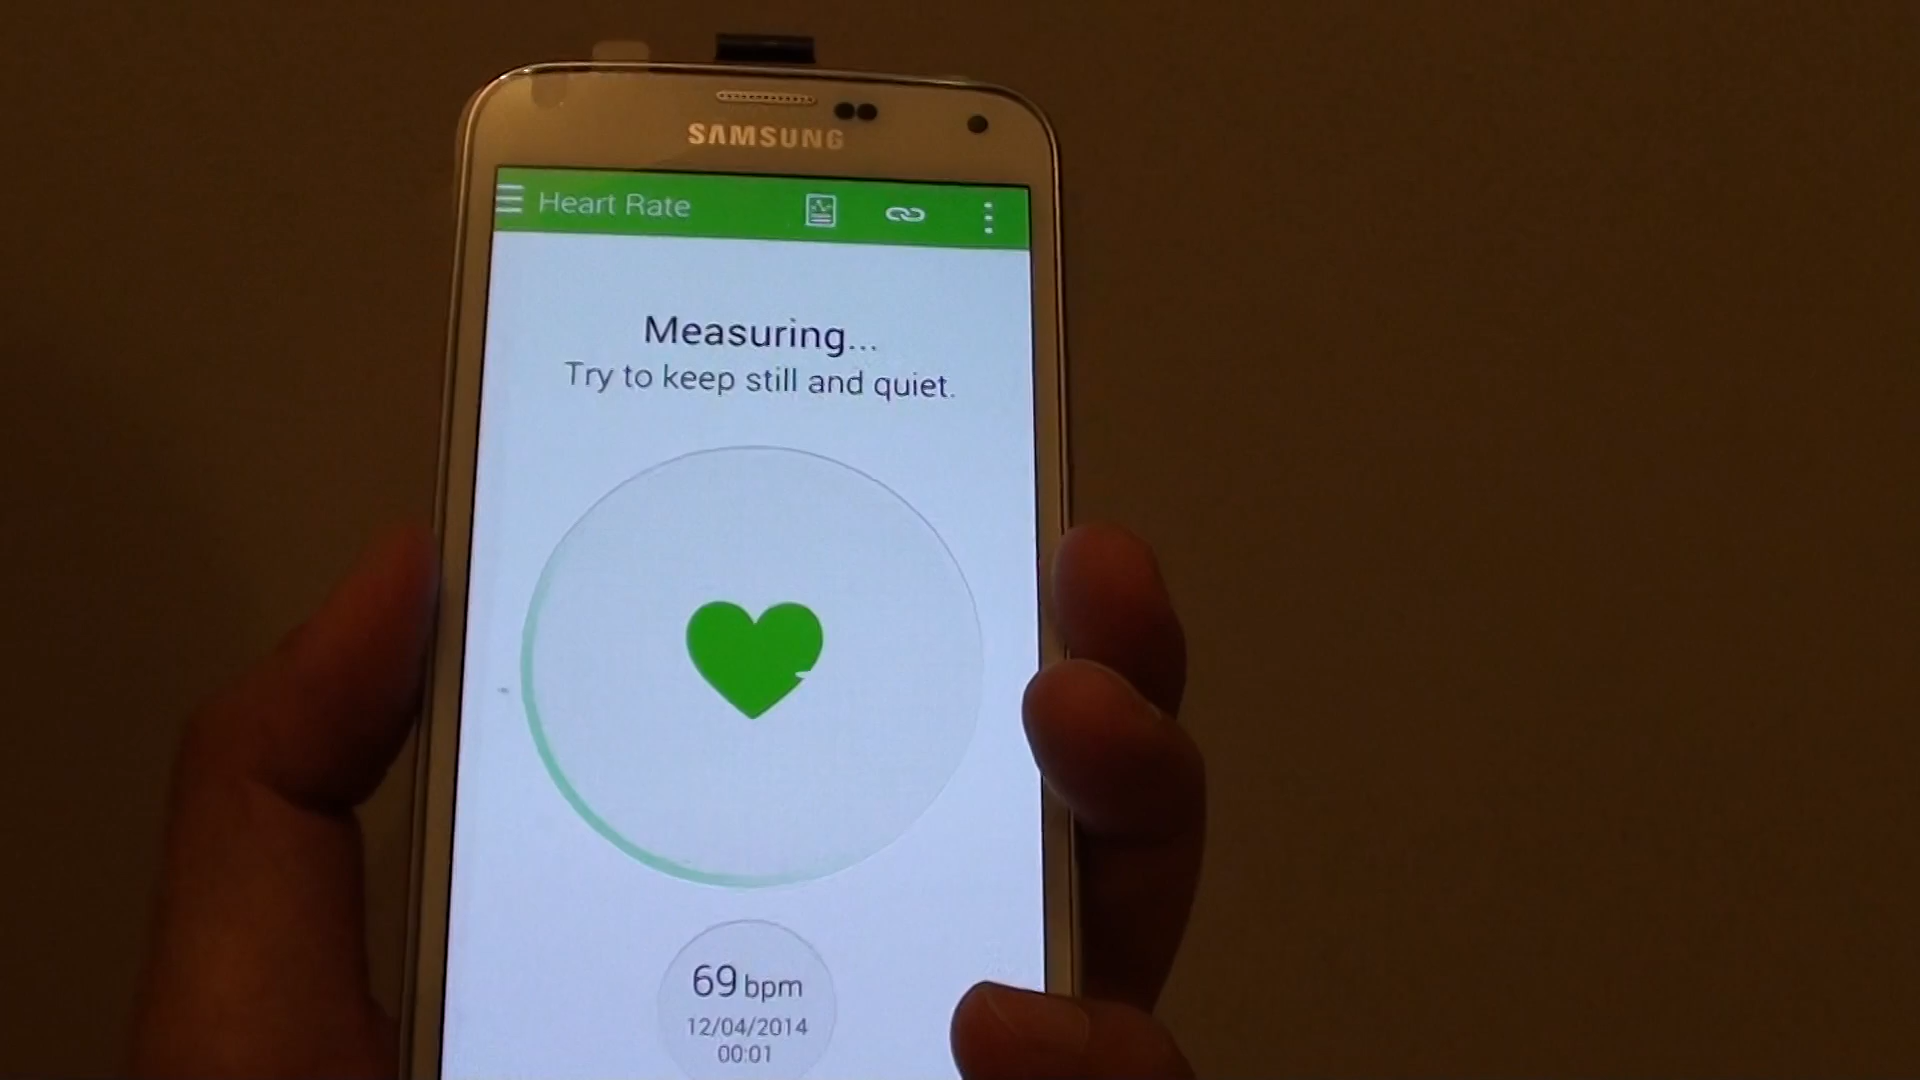 SAMSUNG
Heart Rate
Measuring...
Try to keep still and quiet.
69 bpm
12/04/2014
00:01